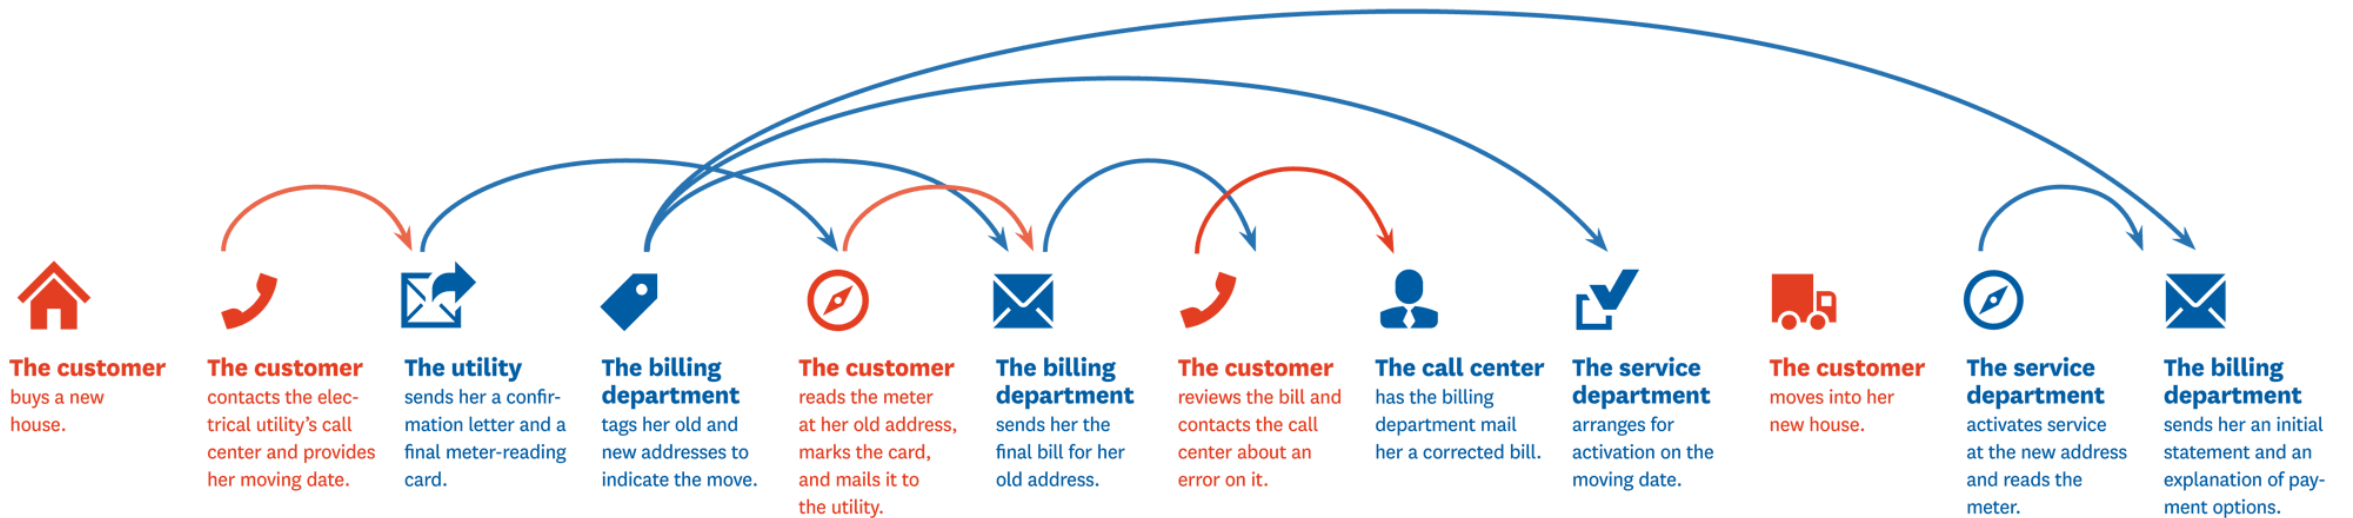 The customer
buys a new
house.
The customer
contacts the elec-
trical utility's call
center and provides
her moving date.
The utility
sends her a confir-
mation letter and a
final meter-reading
card.
The billing
department
tags her old and
new addresses to
indicate the move.
The customer
reads the meter
at her old address,
marks the card,
and mails it to
the utility.
The billing
department
sends her the
final bill for her
old address.
The customer
reviews the bill and
contacts the call
center about an
error on it.
The call center
has the billing
department mail
her a corrected bill.
The service
department
arranges for
activation on the
moving date.
The customer
moves into her
new house.
The service
department
activates service
at the new address
and reads the
meter.
The billing
department
sends her an initial
statement and an
explanation of pay-
ment options.